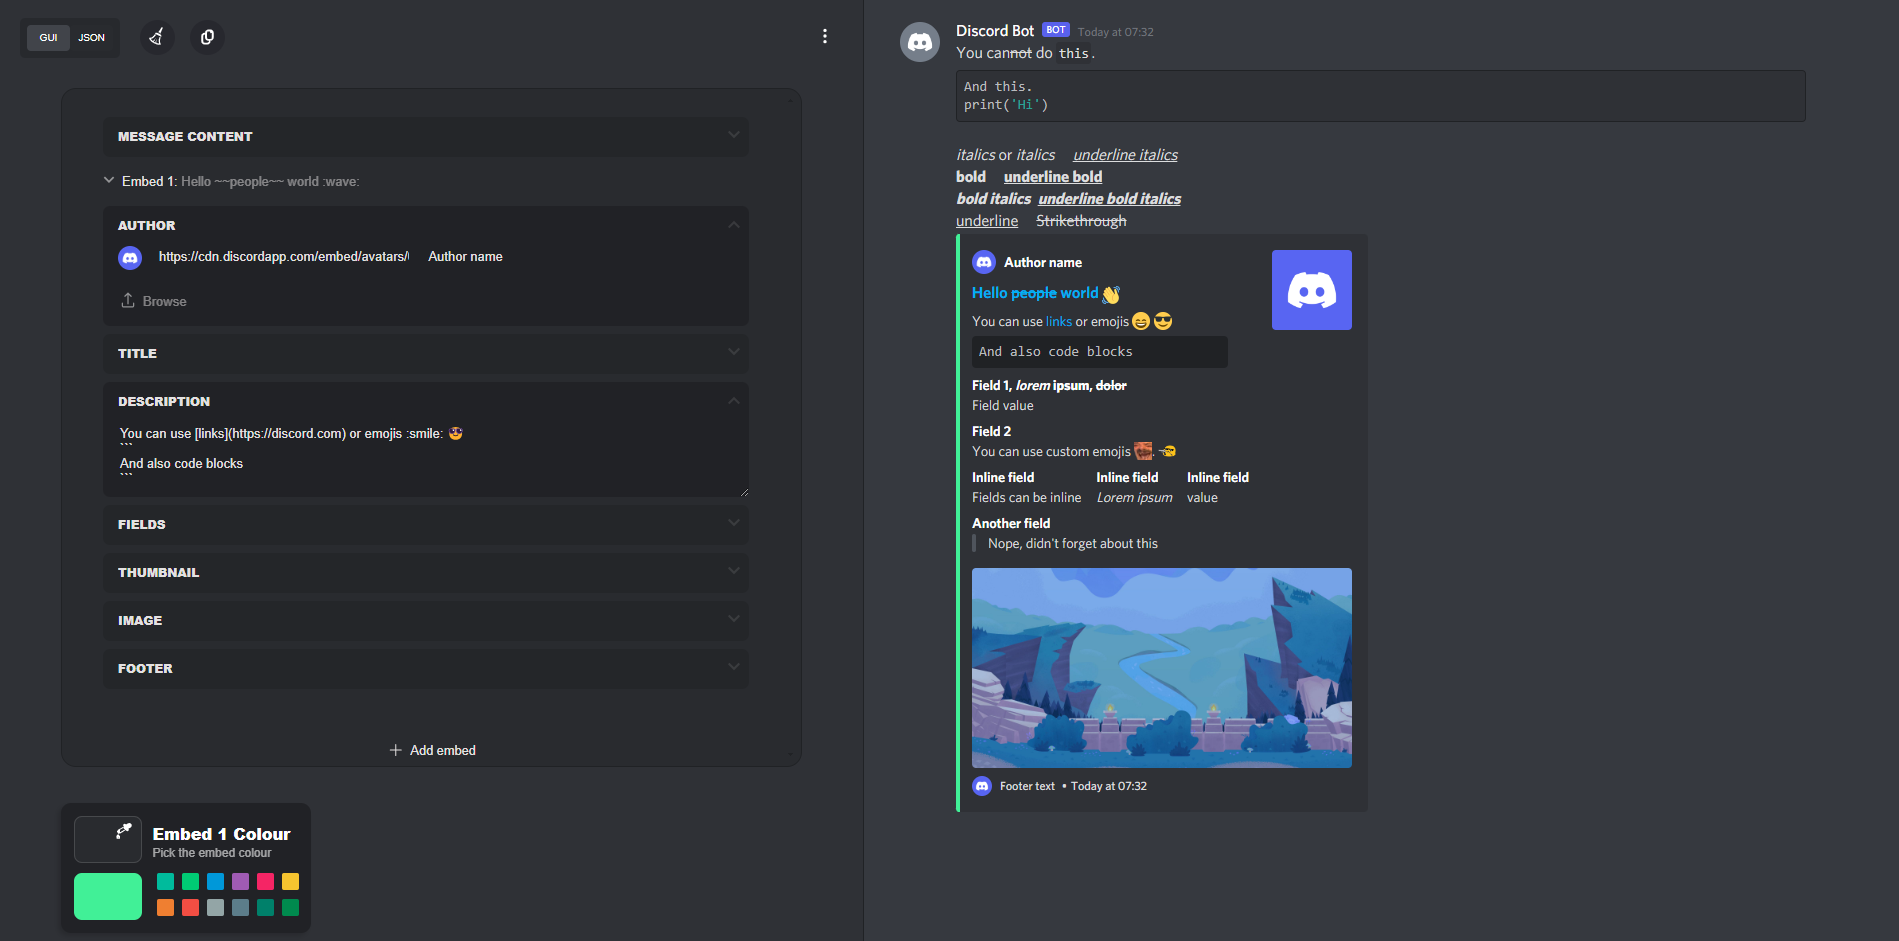 GUI JSON
MESSAGE CONTENT
Embed 1: Hello ~~people~~ world :wave:
AUTHOR
https://cdn.discordapp.com/embed/avatars/ Author name
Browse
TITLE
DESCRIPTION
You can use [links](https://discord.com) or emojis :smile: 😎
```
And also code blocks
```
FIELDS
THUMBNAIL
IMAGE
FOOTER
Add embed
Embed 1 Colour
Pick the embed colour
Discord Bot BOT Today at 07:32
You cannot do this.
And this.
print('Hi')
italics or italics underline italics
bold underline bold
bold italics underline bold italics
underline Strikethrough
Author name
Hello people world 👋
You can use links or emojis 😄 😎
And also code blocks
Field 1, lorem ipsum, dolor
Field value
Field 2
You can use custom emojis .
Inline field Inline field Inline field
Fields can be inline Lorem ipsum value
Another field
Nope, didn't forget about this
Footer text • Today at 07:32